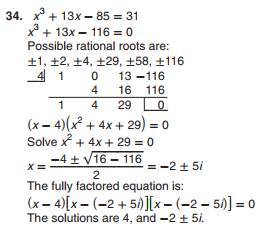 34. x³ + 13x – 85 = 31
x³ + 13x – 116 = 0
Possible rational roots are:
±1, ±2, ±4, ±29, ±58, ±116
4| 1 0 13 –116
4 16 116
1 4 29 |0
(x – 4)(x² + 4x + 29) = 0
Solve x² + 4x + 29 = 0
x = (–4 ± √(16 – 116))/2 = –2 ± 5i
The fully factored equation is:
(x – 4)[x – (–2 + 5i)][x – (–2 – 5i)] = 0
The solutions are 4, and –2 ± 5i.